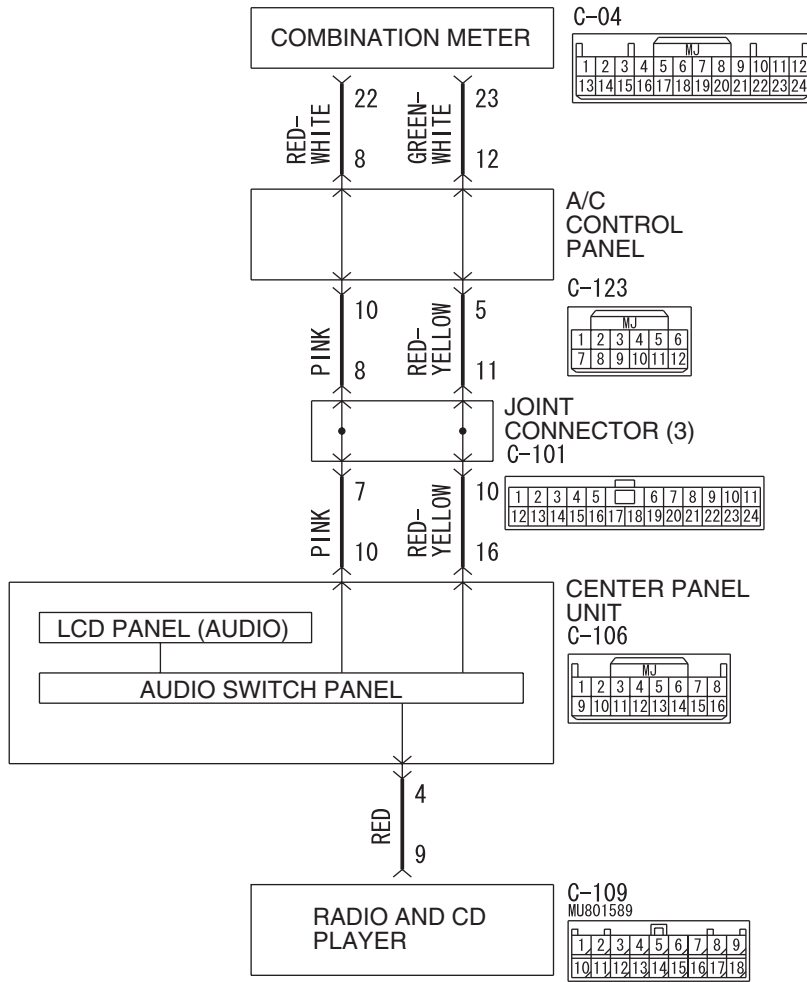 COMBINATION METER
C-04
MJ
1 2 3 4 5 6 7 8 9 10 11 12
13 14 15 16 17 18 19 20 21 22 23 24
22
23
RED-
WHITE
GREEN-
WHITE
8
12
A/C
CONTROL
PANEL
C-123
MJ
1 2 3 4 5 6
7 8 9 10 11 12
10
5
PINK
RED-
YELLOW
8
11
JOINT
CONNECTOR (3)
C-101
1 2 3 4 5 6 7 8 9 10 11
12 13 14 15 16 17 18 19 20 21 22 23 24
7
10
PINK
RED-
YELLOW
10
16
CENTER PANEL
UNIT
C-106
MJ
1 2 3 4 5 6 7 8
9 10 11 12 13 14 15 16
LCD PANEL (AUDIO)
AUDIO SWITCH PANEL
4
RED
9
RADIO AND CD
PLAYER
C-109
MU801589
1 2 3 4 5 6 7 8 9
10 11 12 13 14 15 16 17 18